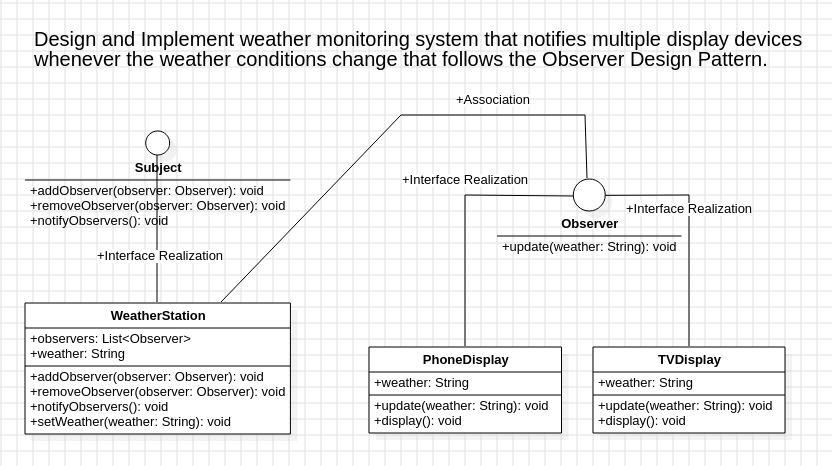 Design and Implement weather monitoring system that notifies multiple display devices
whenever the weather conditions change that follows the Observer Design Pattern.
+Association
Subject
+addObserver(observer: Observer): void
+removeObserver(observer: Observer): void
+notifyObservers(): void
+Interface Realization
+Interface Realization
+Interface Realization
Observer
+update(weather: String): void
WeatherStation
+observers: List<Observer>
+weather: String
+addObserver(observer: Observer): void
+removeObserver(observer: Observer): void
+notifyObservers(): void
+setWeather(weather: String): void
PhoneDisplay
+weather: String
+update(weather: String): void
+display(): void
TVDisplay
+weather: String
+update(weather: String): void
+display(): void